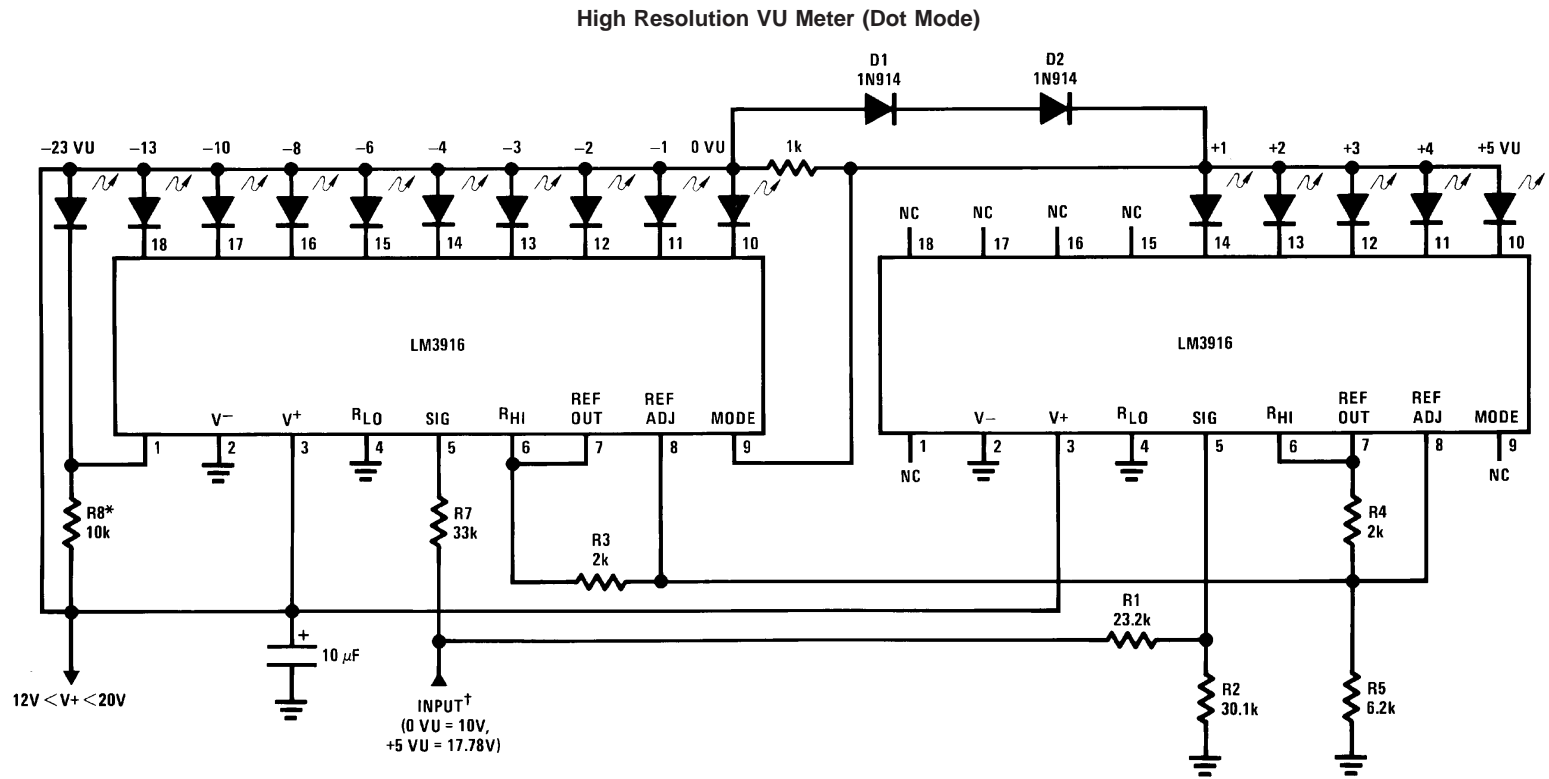 High Resolution VU Meter (Dot Mode)
D1
1N914
D2
1N914
−23 VU
−13
−10
−8
−6
−4
−3
−2
−1
0 VU
1k
+1
+2
+3
+4
+5 VU
18
17
16
15
14
13
12
11
10
NC
NC
NC
NC
18
17
16
15
14
13
12
11
10
LM3916
LM3916
V−
V+
RLO
SIG
RHI
REF
OUT
REF
ADJ
MODE
V−
V+
RLO
SIG
RHI
REF
OUT
REF
ADJ
MODE
1
2
3
4
5
6
7
8
9
1
NC
2
3
4
5
6
7
8
9
NC
R8*
10k
R7
33k
R3
2k
R4
2k
R1
23.2k
+
10 μF
12V <V+ <20V
INPUT†
(0 VU = 10V,
+5 VU = 17.78V)
R2
30.1k
R5
6.2k